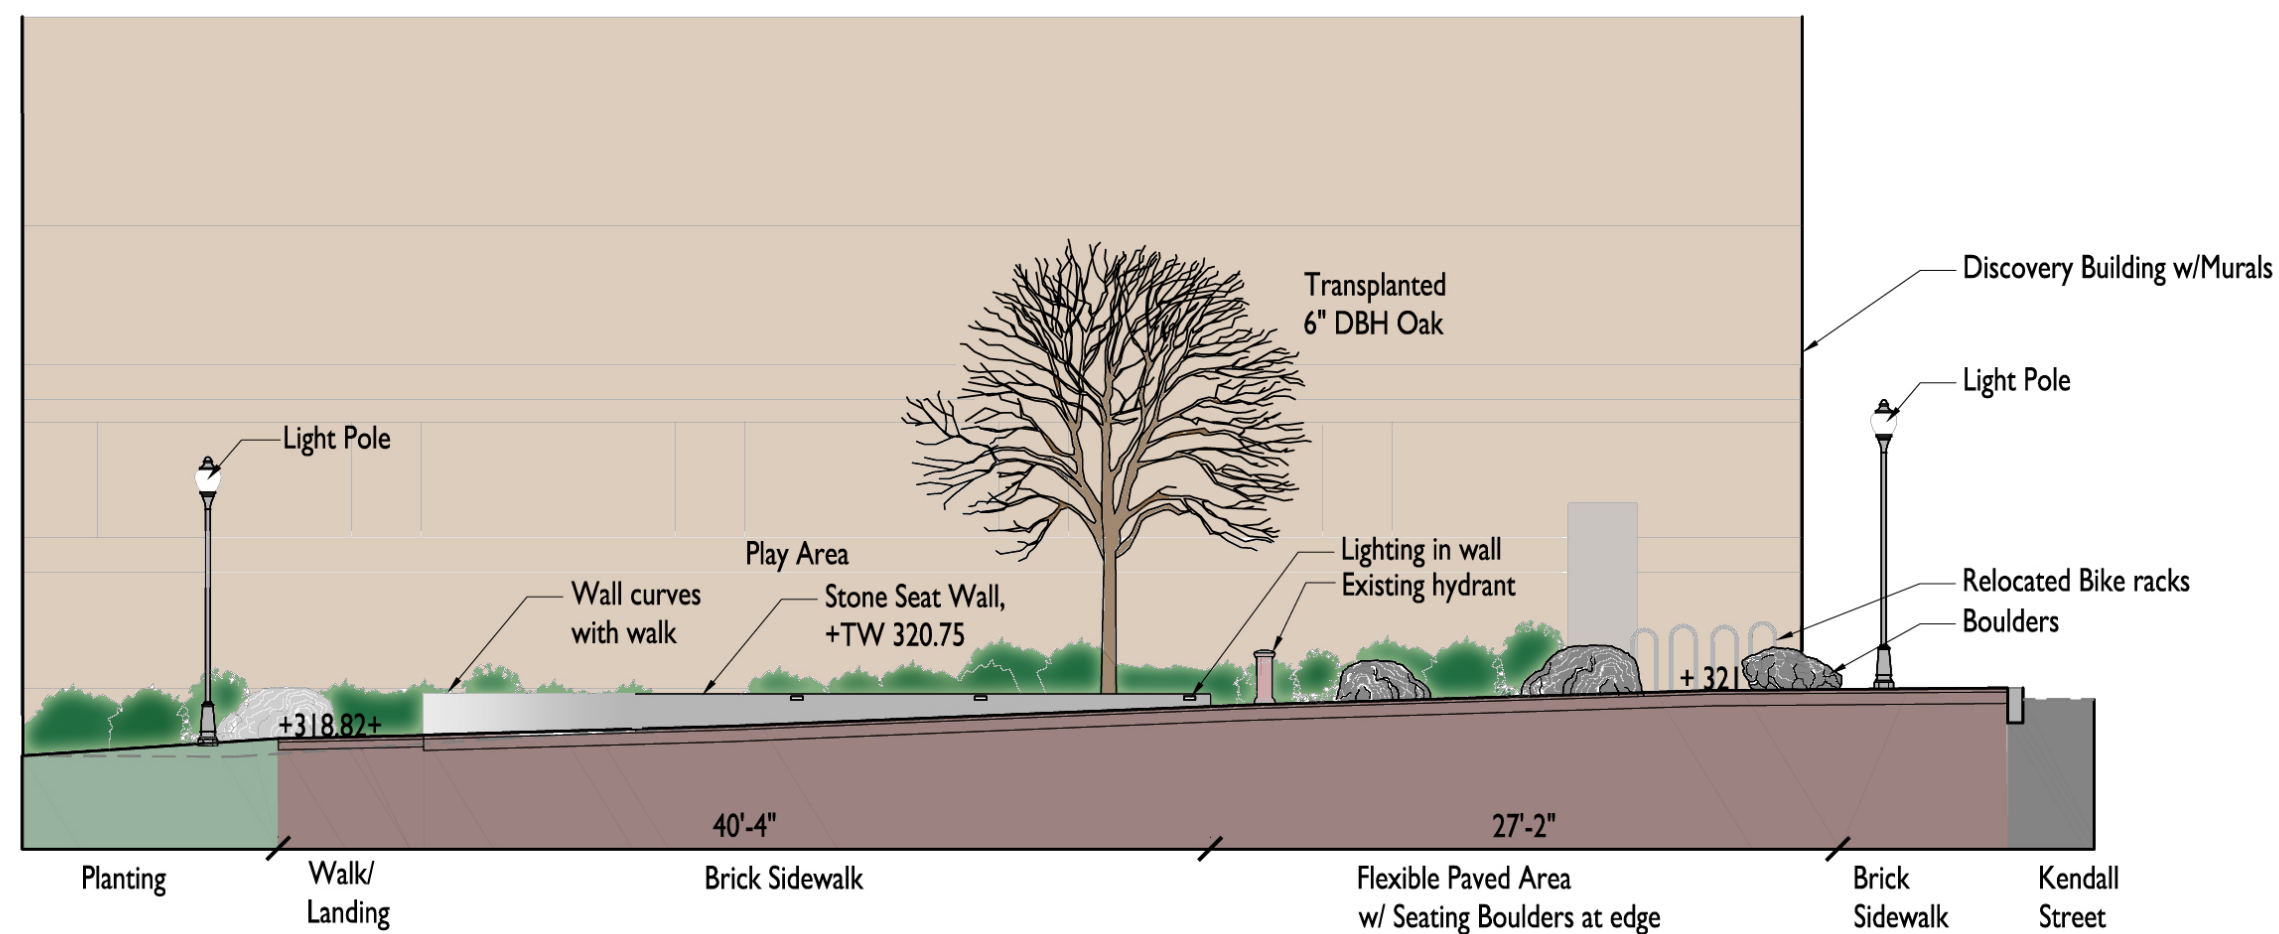 Discovery Building w/Murals
Transplanted
6" DBH Oak
Light Pole
Light Pole
Play Area
Lighting in wall
Existing hydrant
Wall curves
with walk
Stone Seat Wall,
+TW 320.75
Relocated Bike racks
Boulders
+ 321
+318.82+
40'-4"
27'-2"
Planting
Walk/
Landing
Brick Sidewalk
Flexible Paved Area
w/ Seating Boulders at edge
Brick
Sidewalk
Kendall
Street